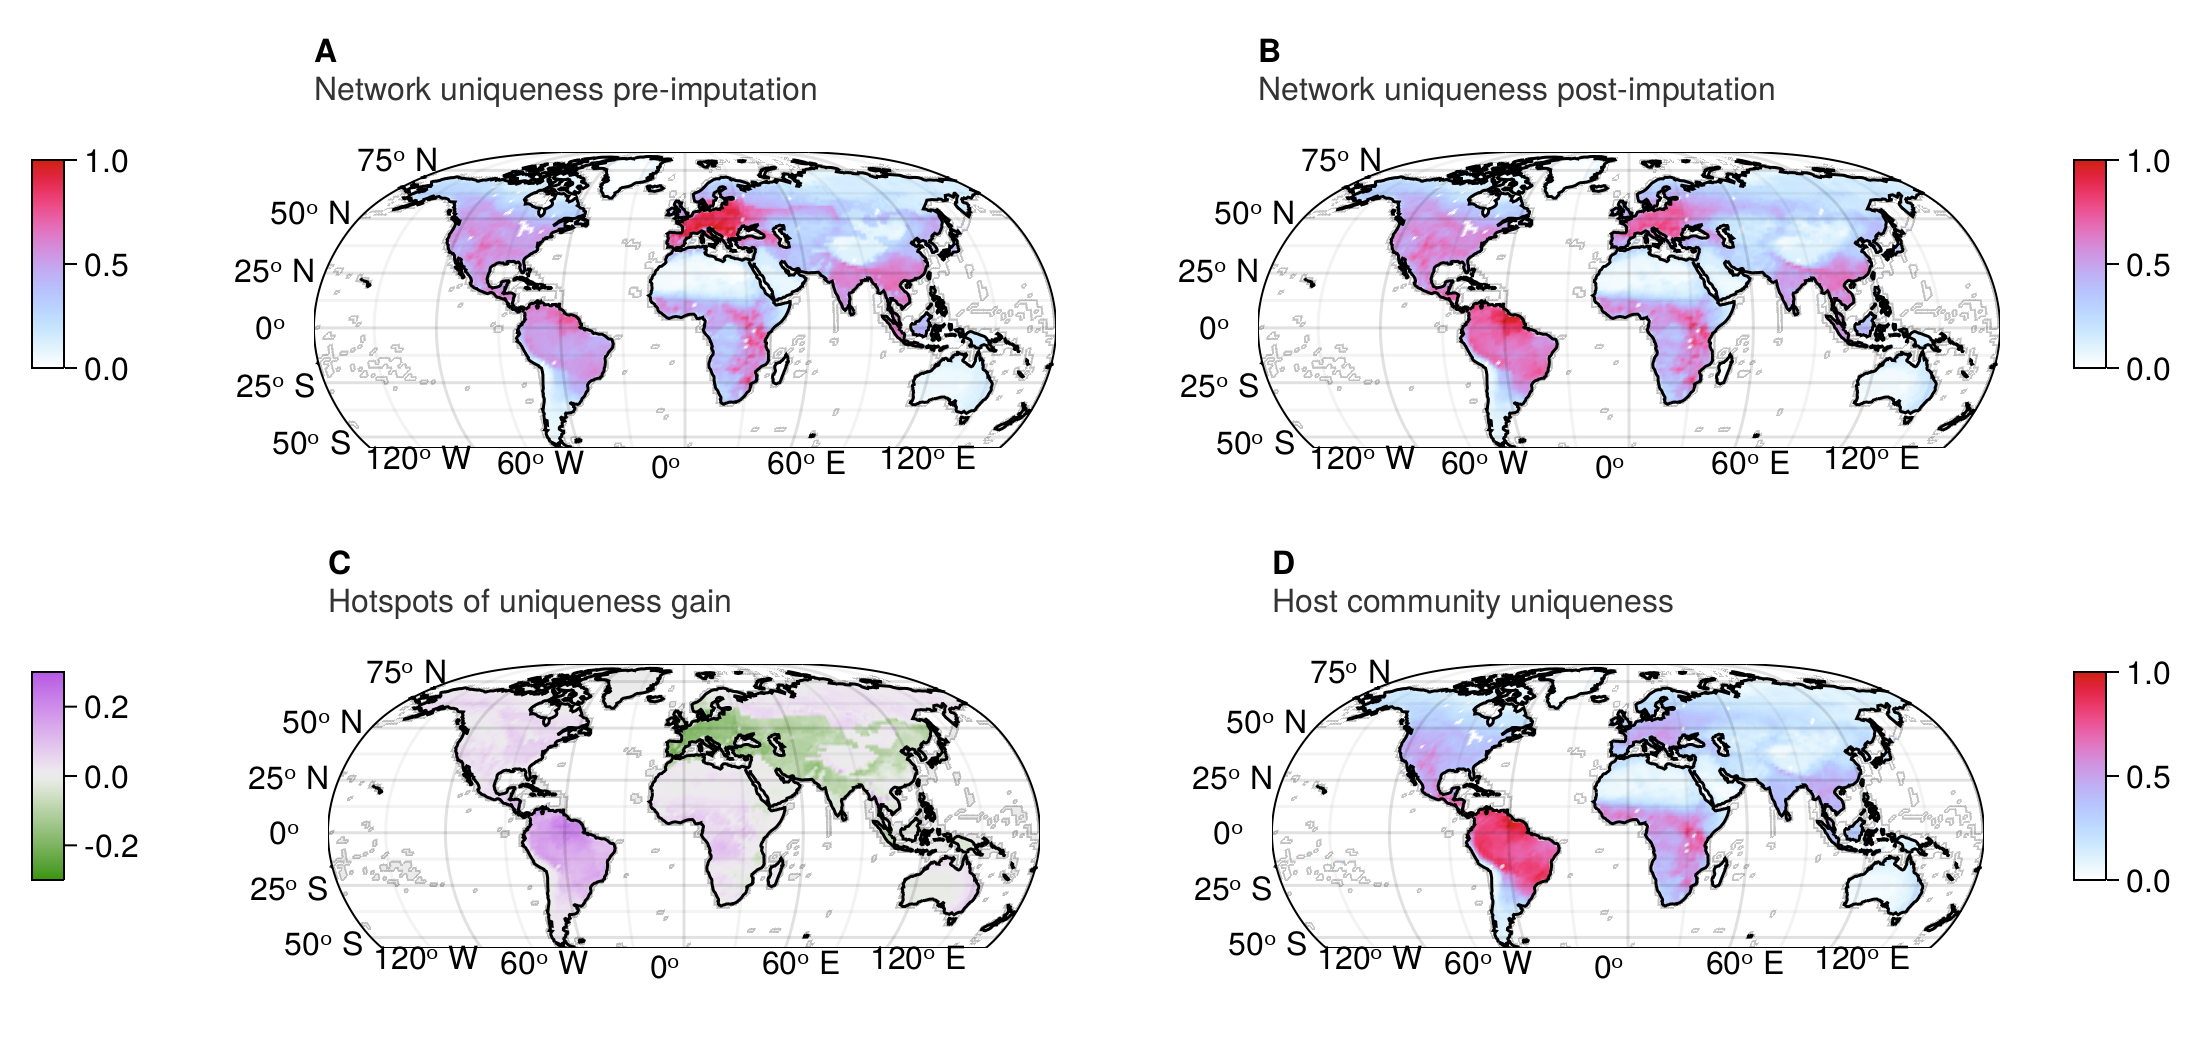 A
Network uniqueness pre-imputation
1.0
0.5
0.0
75° N
50° N
25° N
0°
25° S
50° S
120° W 60° W 0° 60° E 120° E
B
Network uniqueness post-imputation
75° N
50° N
25° N
0°
25° S
50° S
120° W 60° W 0° 60° E 120° E
1.0
0.5
0.0
C
Hotspots of uniqueness gain
0.2
0.0
-0.2
75° N
50° N
25° N
0°
25° S
50° S
120° W 60° W 0° 60° E 120° E
D
Host community uniqueness
75° N
50° N
25° N
0°
25° S
50° S
120° W 60° W 0° 60° E 120° E
1.0
0.5
0.0